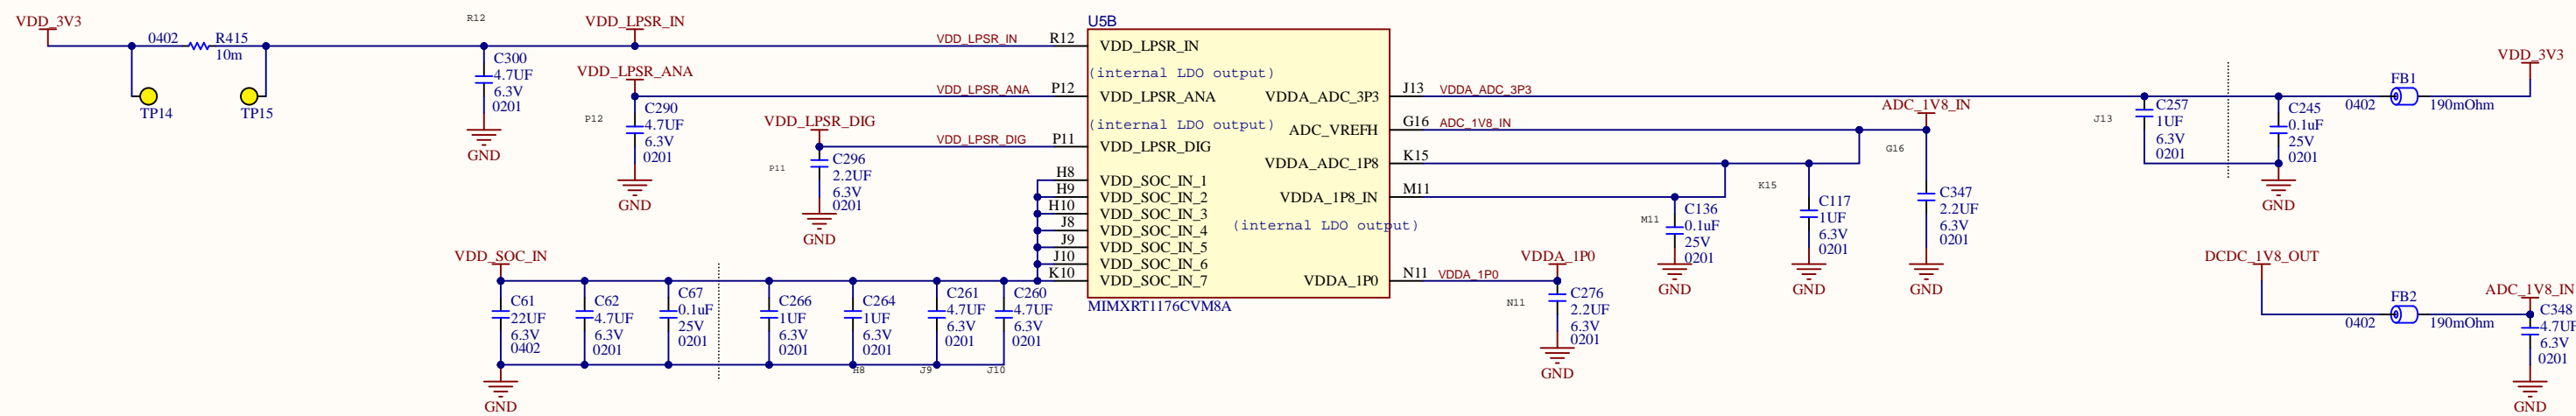 VDD_3V3
0402
R415
10m
TP14
TP15
R12
C300
4.7UF
6.3V
0201
GND
VDD_LPSR_IN
VDD_LPSR_IN
R12
VDD_LPSR_ANA
VDD_LPSR_ANA
P12
P12
C290
4.7UF
6.3V
0201
GND
VDD_LPSR_DIG
VDD_LPSR_DIG
P11
P11
C296
2.2UF
6.3V
0201
GND
H8
H9
H10
J8
J9
J10
K10
VDD_SOC_IN
C61
22UF
6.3V
0402
C62
4.7UF
6.3V
0201
C67
0.1uF
25V
0201
C266
1UF
6.3V
0201
C264
1UF
6.3V
0201
C261
4.7UF
6.3V
0201
C260
4.7UF
6.3V
0201
H8
J9
J10
GND
U5B
VDD_LPSR_IN
(internal LDO output)
VDD_LPSR_ANA
(internal LDO output)
VDD_LPSR_DIG
VDD_SOC_IN_1
VDD_SOC_IN_2
VDD_SOC_IN_3
VDD_SOC_IN_4
VDD_SOC_IN_5
VDD_SOC_IN_6
VDD_SOC_IN_7
VDDA_ADC_3P3
ADC_VREFH
VDDA_ADC_1P8
VDDA_1P8_IN
(internal LDO output)
VDDA_1P0
MIMXRT1176CVM8A
J13
VDDA_ADC_3P3
G16
ADC_1V8_IN
K15
M11
N11
VDDA_1P0
VDDA_1P0
N11
C276
2.2UF
6.3V
0201
GND
M11
C136
0.1uF
25V
0201
GND
K15
C117
1UF
6.3V
0201
GND
ADC_1V8_IN
G16
C347
2.2UF
6.3V
0201
GND
J13
C257
1UF
6.3V
0201
C245
0.1uF
25V
0201
GND
VDD_3V3
FB1
0402
190mOhm
DCDC_1V8_OUT
FB2
0402
190mOhm
ADC_1V8_IN
C348
4.7UF
6.3V
0201
GND